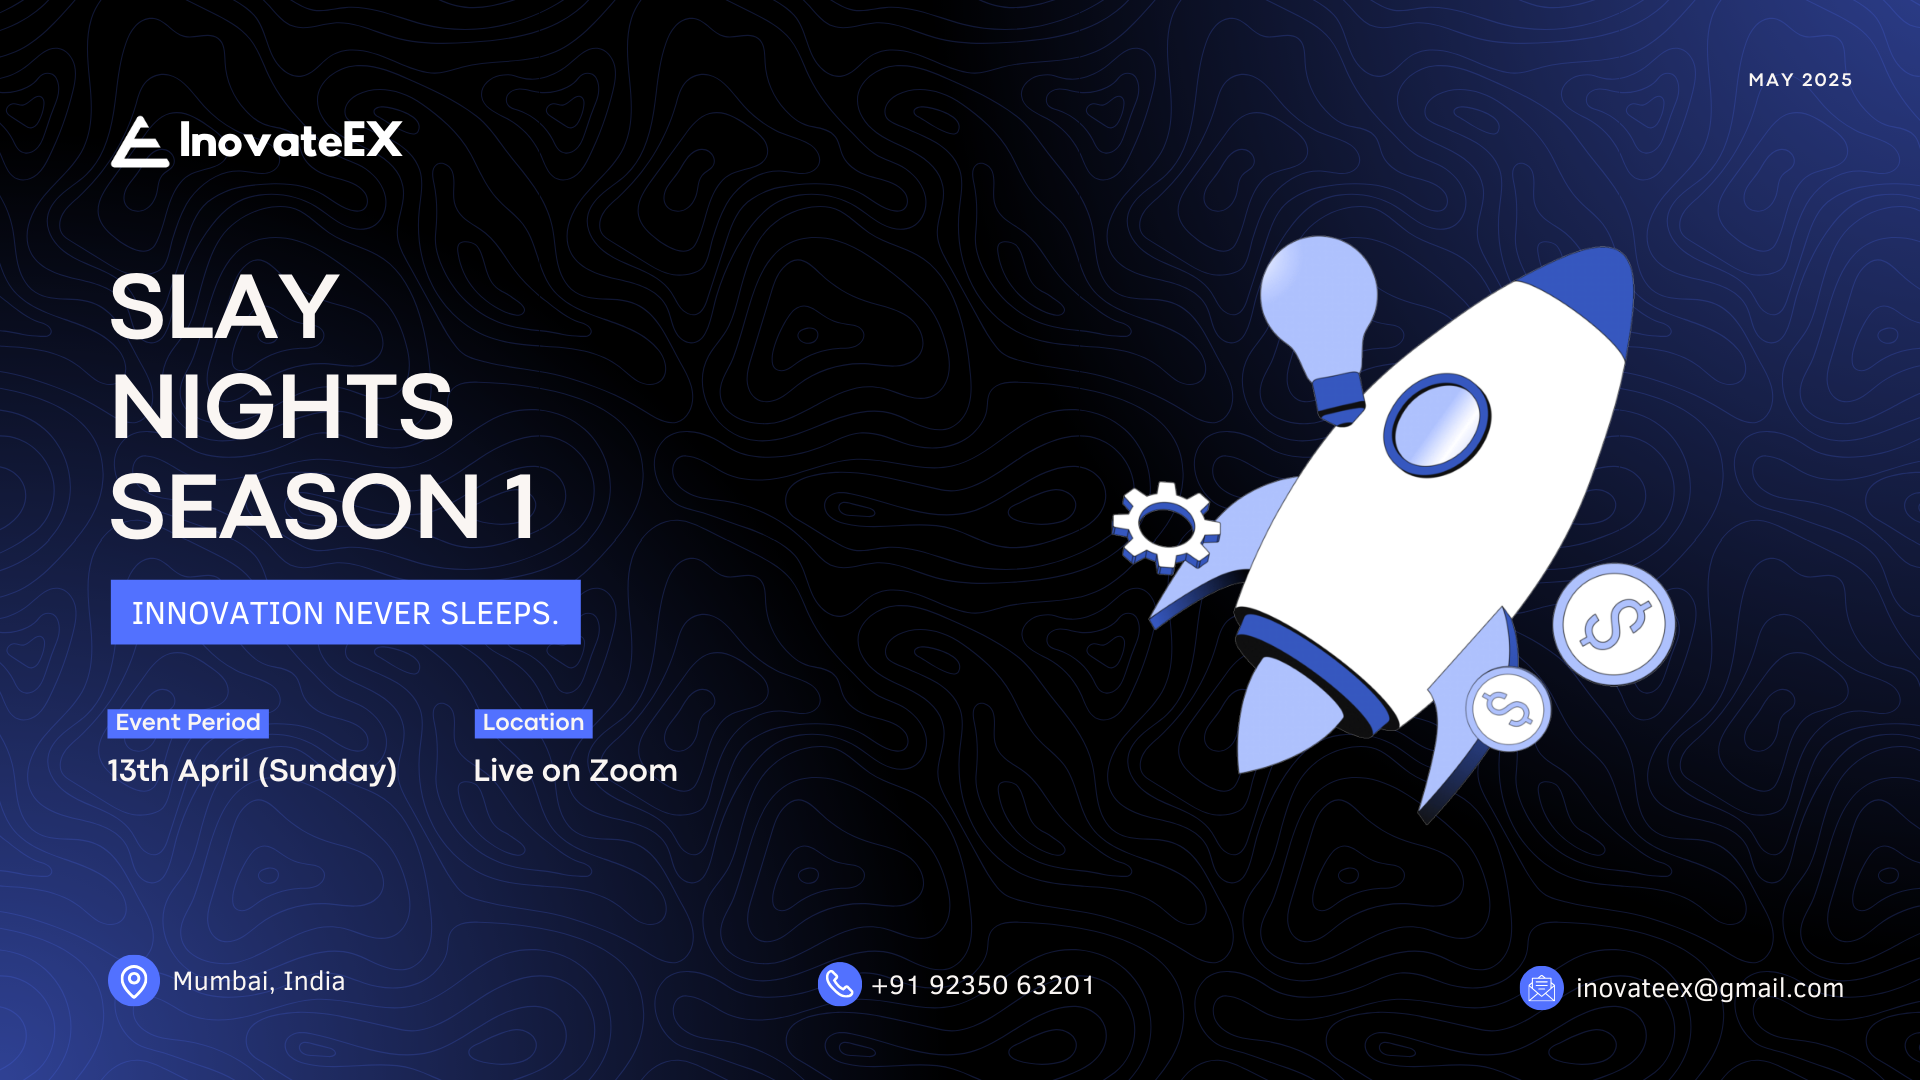 MAY 2025
InovateEX
SLAY
NIGHTS
SEASON 1
INNOVATION NEVER SLEEPS.
Event Period
13th April (Sunday)
Location
Live on Zoom
Mumbai, India
+91 92350 63201
inovateex@gmail.com
$
$